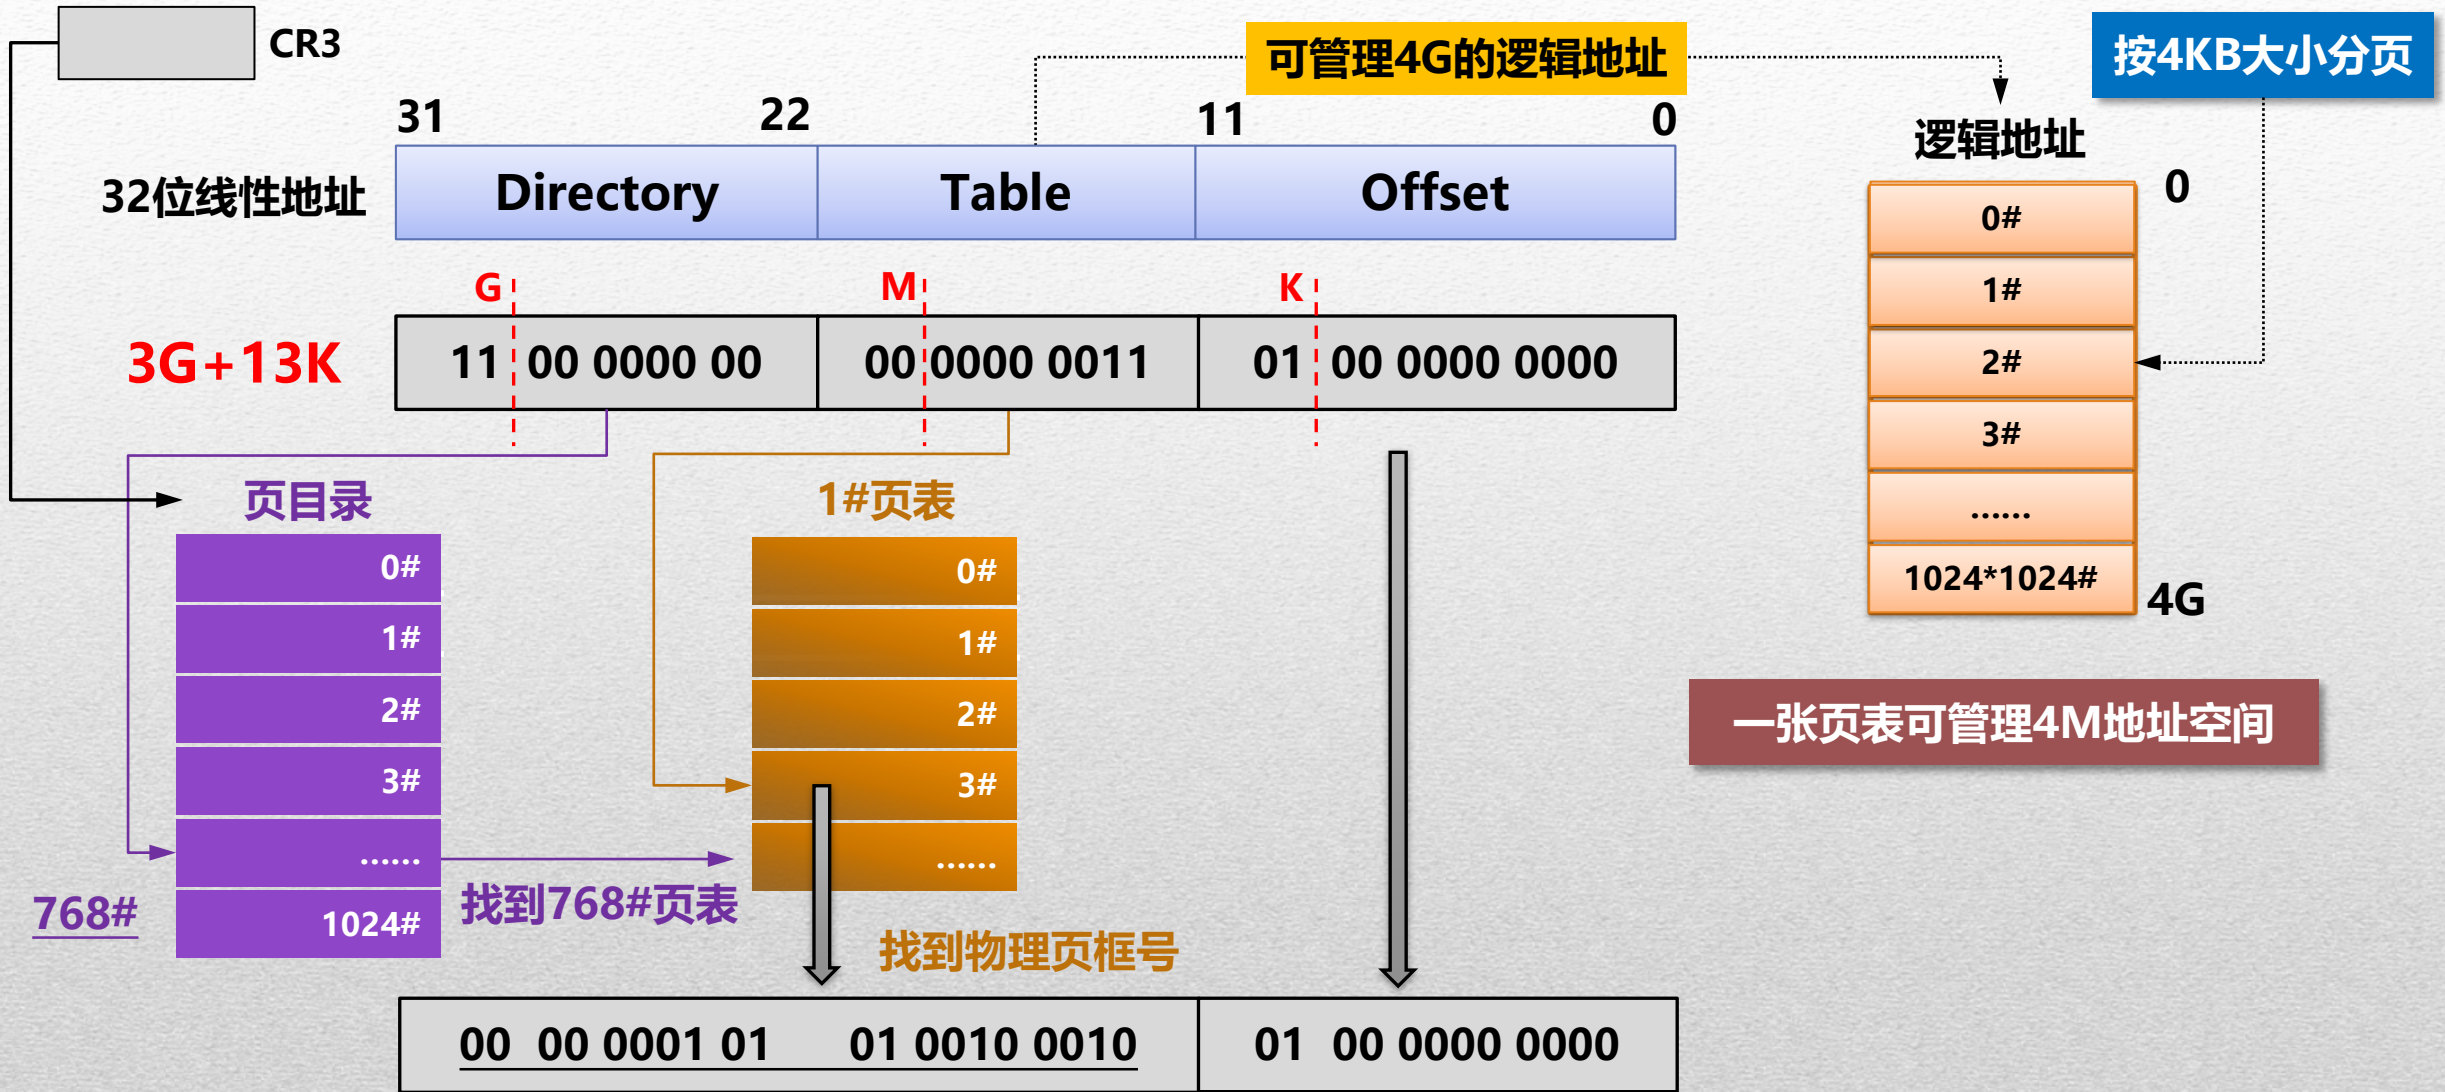 CR3
可管理4G的逻辑地址
按4KB大小分页
31
22
11
0
32位线性地址
Directory
Table
Offset
逻辑地址
0
0#
1#
2#
3#
......
1024*1024#
4G
G
M
K
3G+13K
11 00 0000 00
00 0000 0011
01 00 0000 0000
页目录
0#
1#
2#
3#
......
1024#
768#
找到768#页表
1#页表
0#
1#
2#
3#
......
找到物理页框号
一张页表可管理4M地址空间
00 00 0001 01 01 0010 0010
01 00 0000 0000